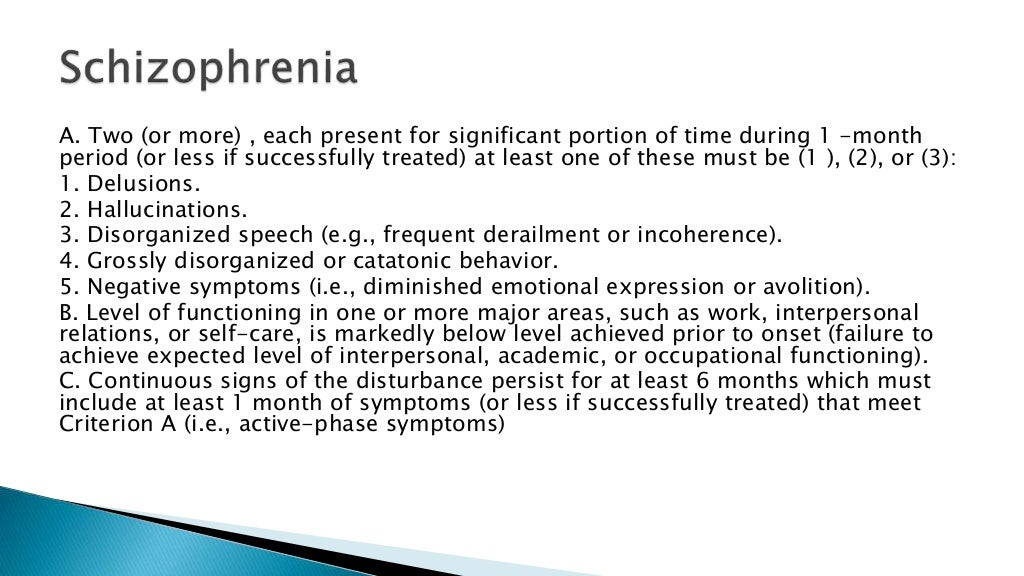 Schizophrenia
A. Two (or more) , each present for significant portion of time during 1 -month
period (or less if successfully treated) at least one of these must be (1 ), (2), or (3):
1. Delusions.
2. Hallucinations.
3. Disorganized speech (e.g., frequent derailment or incoherence).
4. Grossly disorganized or catatonic behavior.
5. Negative symptoms (i.e., diminished emotional expression or avolition).
B. Level of functioning in one or more major areas, such as work, interpersonal
relations, or self-care, is markedly below level achieved prior to onset (failure to
achieve expected level of interpersonal, academic, or occupational functioning).
C. Continuous signs of the disturbance persist for at least 6 months which must
include at least 1 month of symptoms (or less if successfully treated) that meet
Criterion A (i.e., active-phase symptoms)